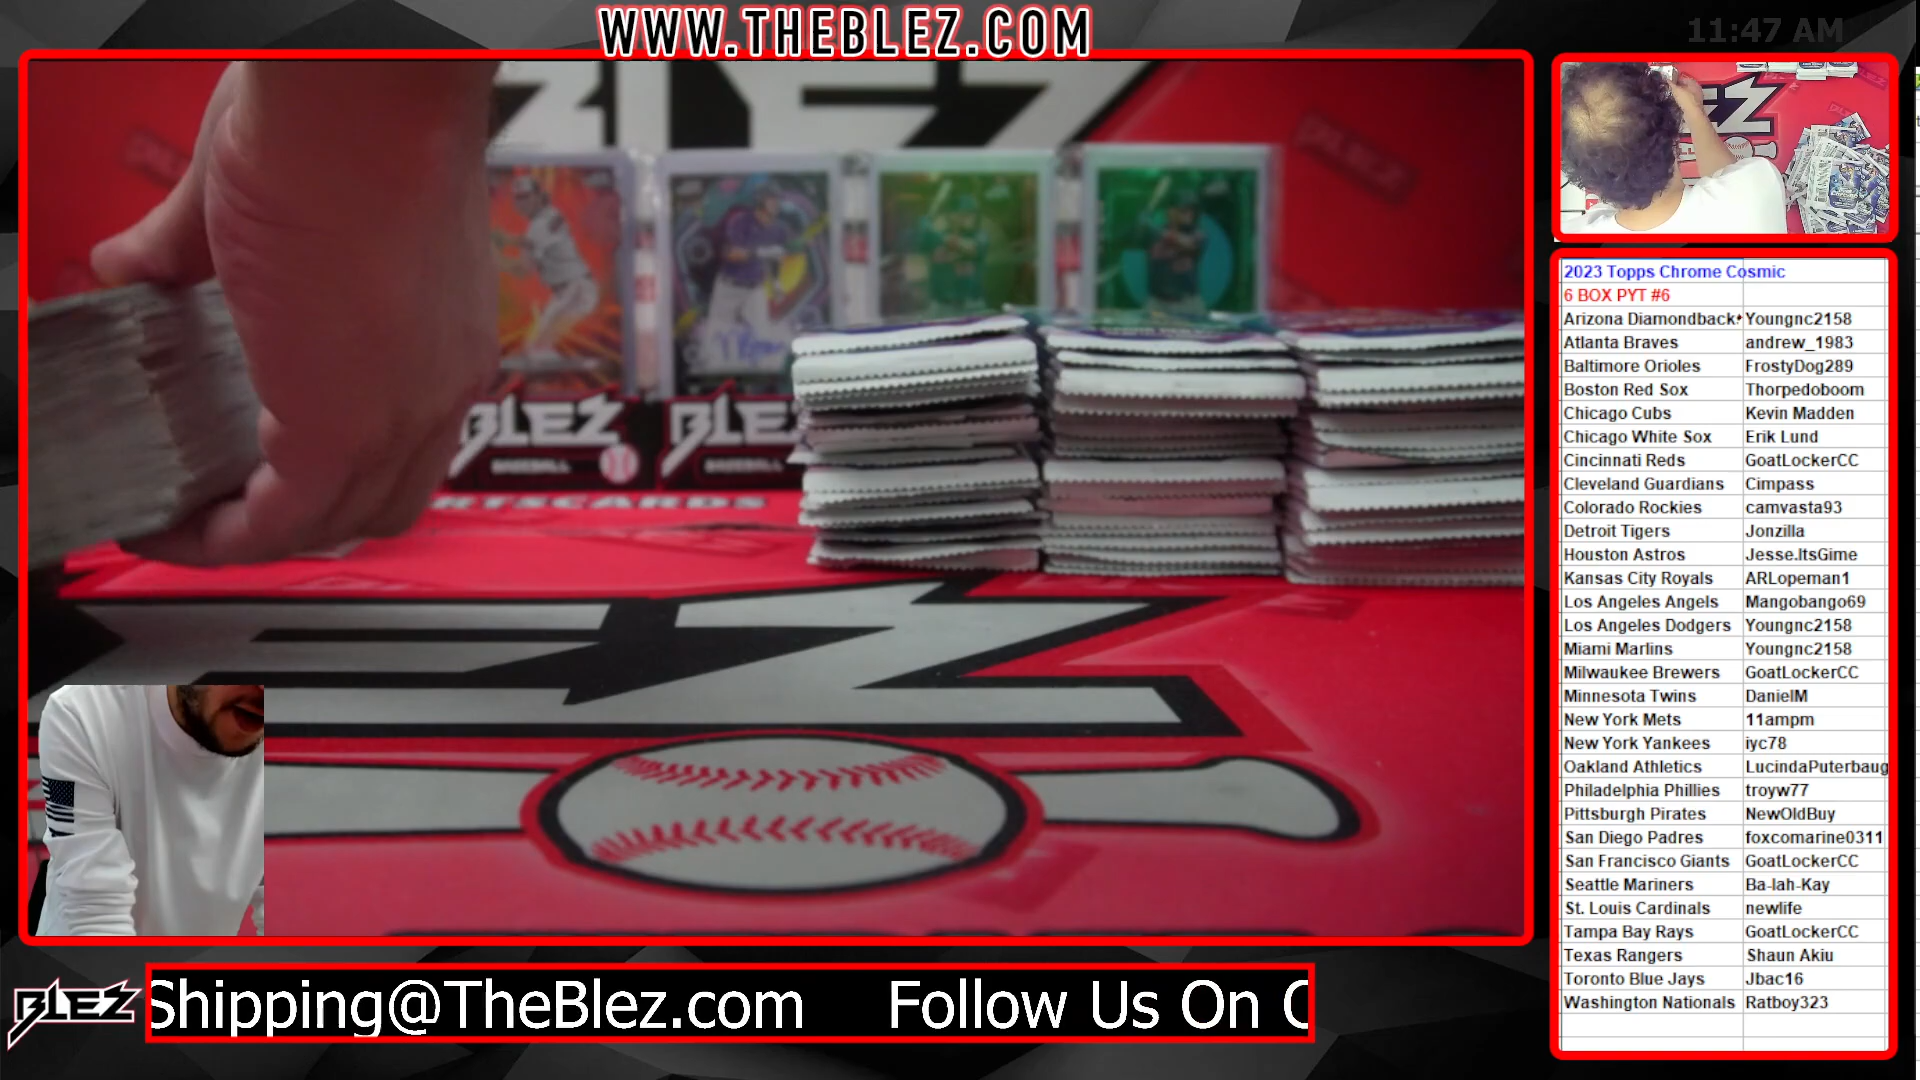 WWW.THEBLEZ.COM
11:47 AM
2023 Topps Chrome Cosmic
6 BOX PYT #6
Arizona Diamondback Youngnc2158
Atlanta Braves andrew_1983
Baltimore Orioles FrostyDog289
Boston Red Sox Thorpedoboom
Chicago Cubs Kevin Madden
Chicago White Sox Erik Lund
Cincinnati Reds GoatLockerCC
Cleveland Guardians Cimpass
Colorado Rockies camvasta93
Detroit Tigers Jonzilla
Houston Astros Jesse.ItsGime
Kansas City Royals ARLopeman1
Los Angeles Angels Mangobango69
Los Angeles Dodgers Youngnc2158
Miami Marlins Youngnc2158
Milwaukee Brewers GoatLockerCC
Minnesota Twins DanielM
New York Mets 11ampm
New York Yankees iyc78
Oakland Athletics LucindaPuterbaug
Philadelphia Phillies troyw77
Pittsburgh Pirates NewOldBuy
San Diego Padres foxcomarine0311
San Francisco Giants GoatLockerCC
Seattle Mariners Ba-lah-Kay
St. Louis Cardinals newlife
Tampa Bay Rays GoatLockerCC
Texas Rangers Shaun Akiu
Toronto Blue Jays Jbac16
Washington Nationals Ratboy323
BLEZ
BASEBALL
BLEZ
BASEBALL
RTSCARDS
BLEZ
Shipping@TheBlez.com Follow Us On